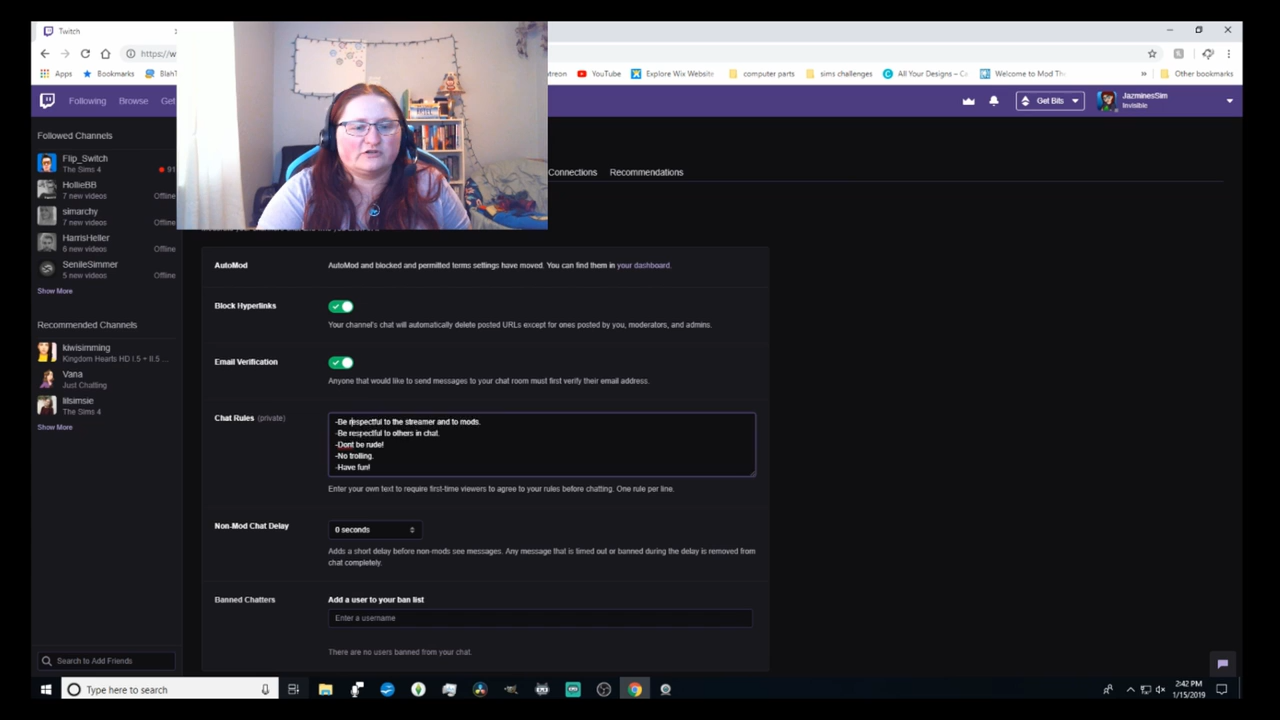 Twitch
https://w
Apps
Bookmarks
BlahT
YouTube
Explore Wix Website
computer parts
sims challenges
All Your Designs – C
Welcome to Mod Th
»
Other bookmarks
Following
Browse
Get
Get Bits
JazminesSim
Invisible
Followed Channels
Flip_Switch
The Sims 4
91
HollieBB
7 new videos
Offline
simarchy
7 new videos
Offline
HarrisHeller
6 new videos
Offline
SenileSimmer
5 new videos
Offline
Show More
Recommended Channels
kiwisimming
Kingdom Hearts HD I.5 + II.5 ...
Vana
Just Chatting
lilsimsie
The Sims 4
Show More
Search to Add Friends
Connections
Recommendations
AutoMod
AutoMod and blocked and permitted terms settings have moved. You can find them in your dashboard.
Block Hyperlinks
Your channel's chat will automatically delete posted URLs except for ones posted by you, moderators, and admins.
Email Verification
Anyone that would like to send messages to your chat room must first verify their email address.
Chat Rules (private)
-Be respectful to the streamer and to mods.
-Be respectful to others in chat.
-Dont be rude!
-No trolling.
-Have fun!
Enter your own text to require first-time viewers to agree to your rules before chatting. One rule per line.
Non-Mod Chat Delay
0 seconds
Adds a short delay before non-mods see messages. Any message that is timed out or banned during the delay is removed from
chat completely.
Banned Chatters
Add a user to your ban list
Enter a username
There are no users banned from your chat.
Type here to search
2:42 PM
1/15/2019